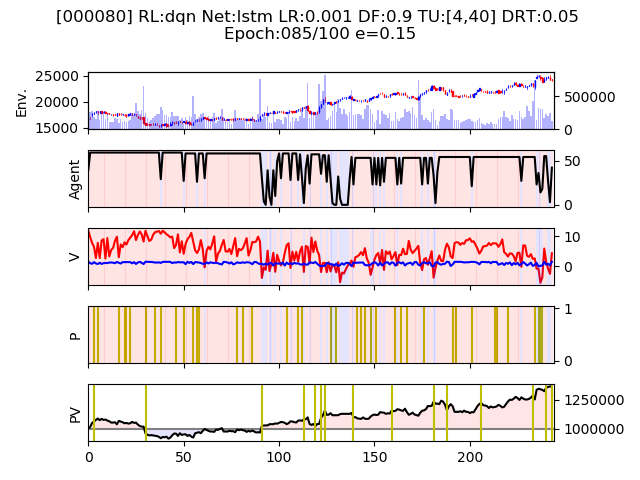 [000080] RL:dqn Net:lstm LR:0.001 DF:0.9 TU:[4,40] DRT:0.05
Epoch:085/100 e=0.15
Env.
25000
20000
15000
500000
0
Agent
50
0
V
10
0
P
1
0
PV
1250000
1000000
0 50 100 150 200